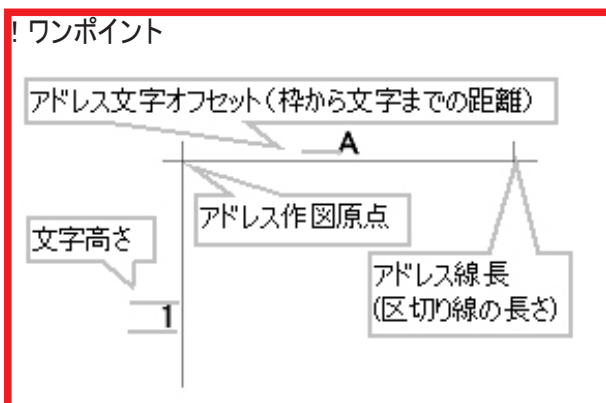 ! ワンポイント
アドレス文字オフセット(枠から文字までの距離)
A
アドレス作図原点
文字高さ
アドレス線長
(区切り線の長さ)
1